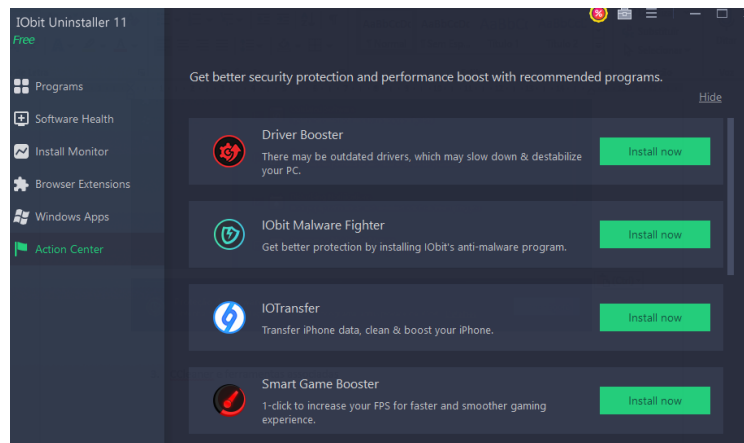 IObit Uninstaller 11
Free
Programs
Software Health
Install Monitor
Browser Extensions
Windows Apps
Action Center
%
Get better security protection and performance boost with recommended programs.
Hide
Driver Booster
There may be outdated drivers, which may slow down & destabilize
your PC.
Install now
IObit Malware Fighter
Get better protection by installing IObit's anti-malware program.
Install now
IOTransfer
Transfer iPhone data, clean & boost your iPhone.
Install now
Smart Game Booster
1-click to increase your FPS for faster and smoother gaming
experience.
Install now